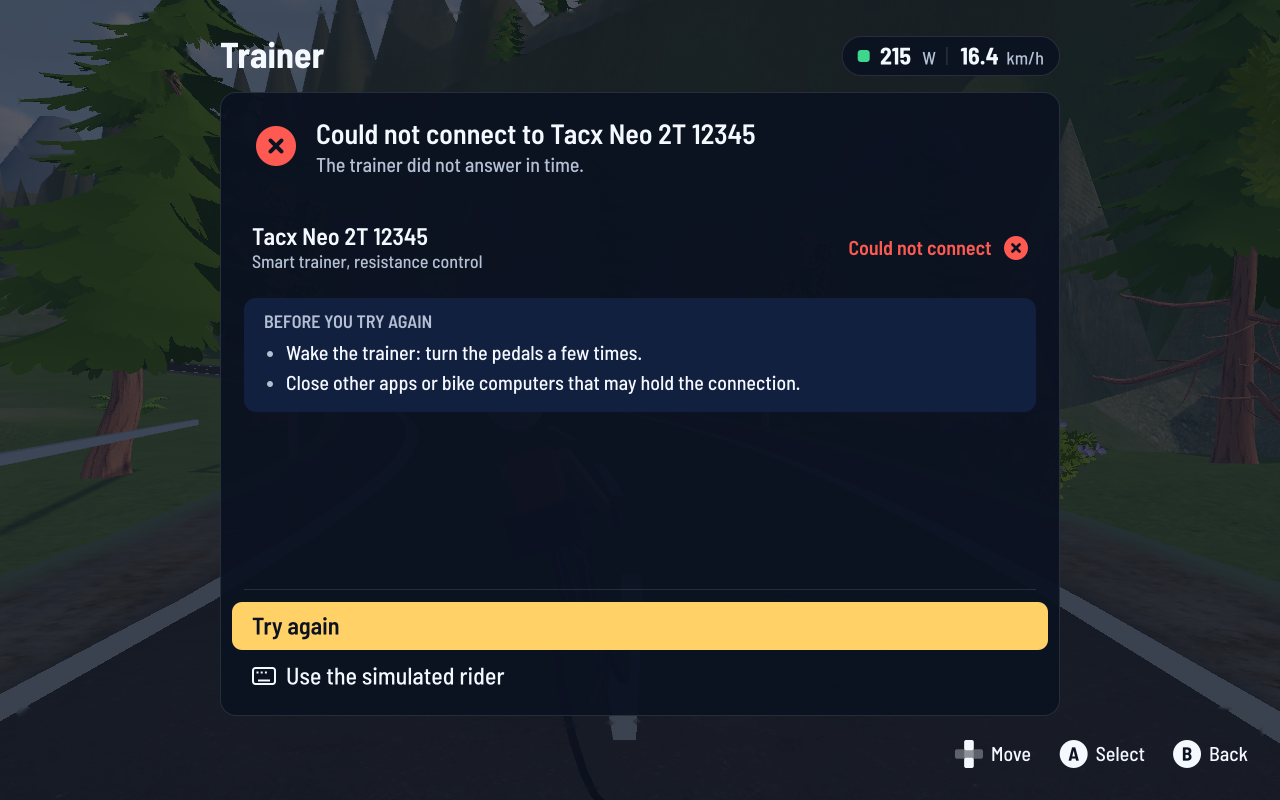 Trainer
215 W 16.4 km/h
Could not connect to Tacx Neo 2T 12345
The trainer did not answer in time.
Tacx Neo 2T 12345
Smart trainer, resistance control
Could not connect
BEFORE YOU TRY AGAIN
• Wake the trainer: turn the pedals a few times.
• Close other apps or bike computers that may hold the connection.
Try again
Use the simulated rider
Move A Select B Back